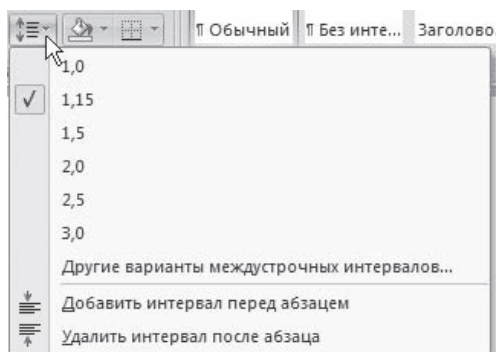 ¶ Обычный ¶ Без инте... Заголово
1,0
1,15
1,5
2,0
2,5
3,0
Другие варианты междустрочных интервалов...
Добавить интервал перед абзацем
Удалить интервал после абзаца